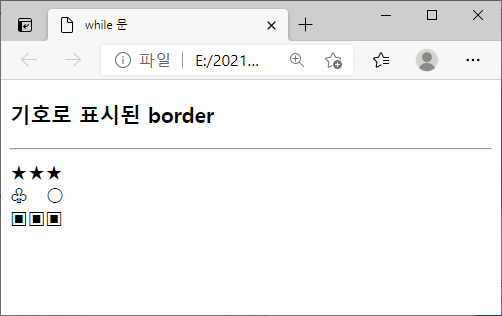 while 문
파일 E:/2021...
기호로 표시된 border
★★★
♧ ○
▣▣▣